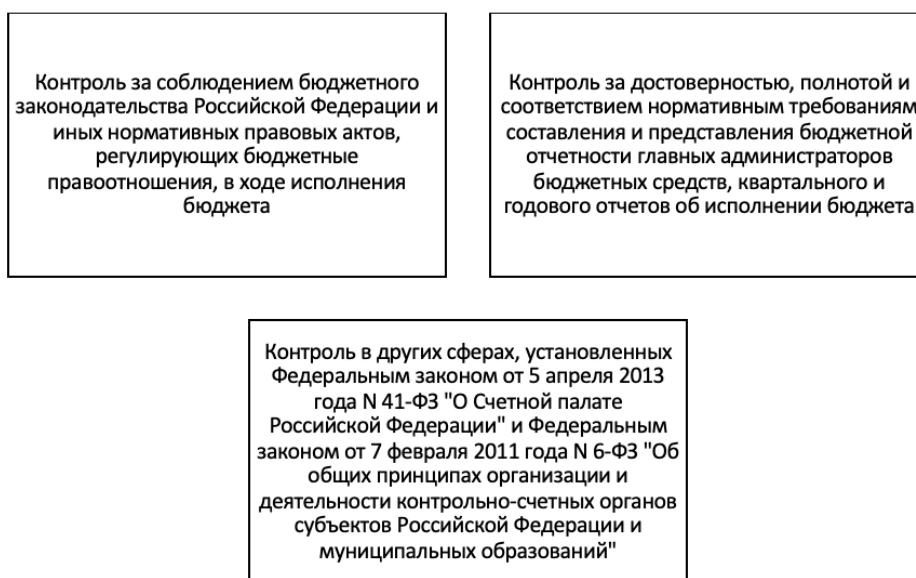 Контроль за соблюдением бюджетного
законодательства Российской Федерации и
иных нормативных правовых актов,
регулирующих бюджетные
правоотношения, в ходе исполнения
бюджета
Контроль за достоверностью, полнотой и
соответствием нормативным требованиям
составления и представления бюджетной
отчетности главных администраторов
бюджетных средств, квартального и
годового отчетов об исполнении бюджета
Контроль в других сферах, установленных
Федеральным законом от 5 апреля 2013
года N 41-ФЗ "О Счетной палате
Российской Федерации" и Федеральным
законом от 7 февраля 2011 года N 6-ФЗ "Об
общих принципах организации и
деятельности контрольно-счетных органов
субъектов Российской Федерации и
муниципальных образований"